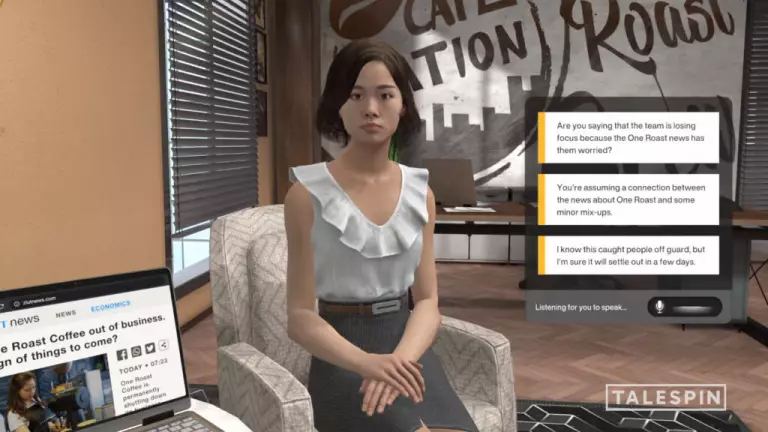 CAFE
ATION
Roast
Are you saying that the team is losing
focus because the One Roast news has
them worried?
You're assuming a connection between
the news about One Roast and some
minor mix-ups.
I know this caught people off guard, but
I'm sure it will settle out in a few days.
Listening for you to speak...
news
NEWS
ECONOMICS
e Roast Coffee out of business.
gn of things to come?
TODAY • 07:22
One Roast
Coffee is
permanently
shutting down
TALESPIN